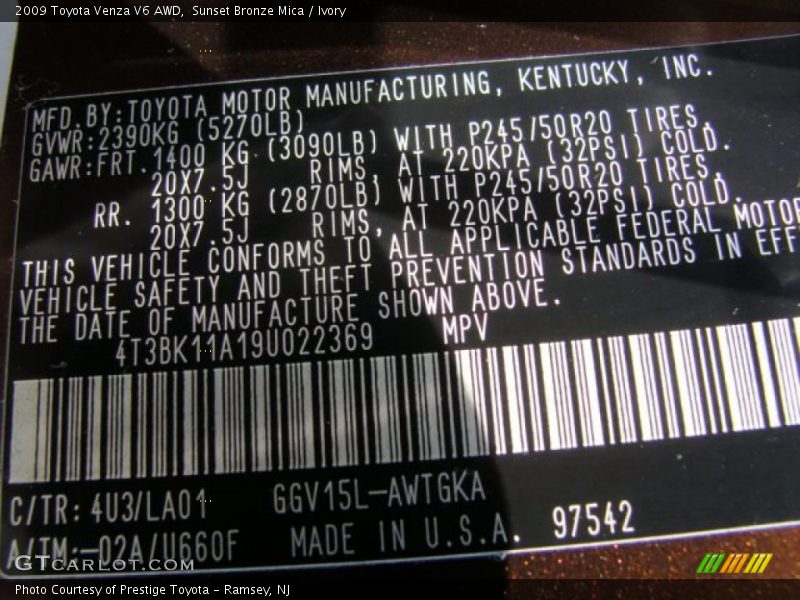 2009 Toyota Venza V6 AWD,  Sunset Bronze Mica / Ivory
MFD.BY:TOYOTA MOTOR MANUFACTURING, KENTUCKY, INC.
GVWR:2390KG (5270LB)
GAWR:FRT.1400 KG (3090LB) WITH P245/50R20 TIRES,
20X7.5J RIMS, AT 220KPA (32PSI) COLD.
RR. 1300 KG (2870LB) WITH P245/50R20 TIRES,
20X7.5J RIMS, AT 220KPA (32PSI) COLD.
THIS VEHICLE CONFORMS TO ALL APPLICABLE FEDERAL MOTOR
VEHICLE SAFETY AND THEFT PREVENTION STANDARDS IN EFF
THE DATE OF MANUFACTURE SHOWN ABOVE.
4T3BK11A19U022369 MPV
C/TR: 4U3/LA01 GGV15L-AWTGKA
A/TM:-02A/U660F MADE IN U.S.A. 97542
GTcarlot.com
Photo Courtesy of Prestige Toyota - Ramsey, NJ